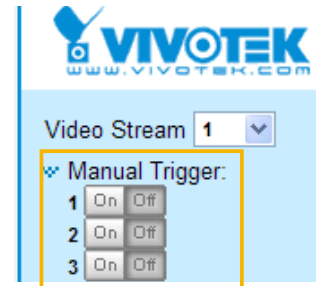 VIVOTEK
www.vivotek.com
Video Stream 1
Manual Trigger:
1 On Off
2 On Off
3 On Off